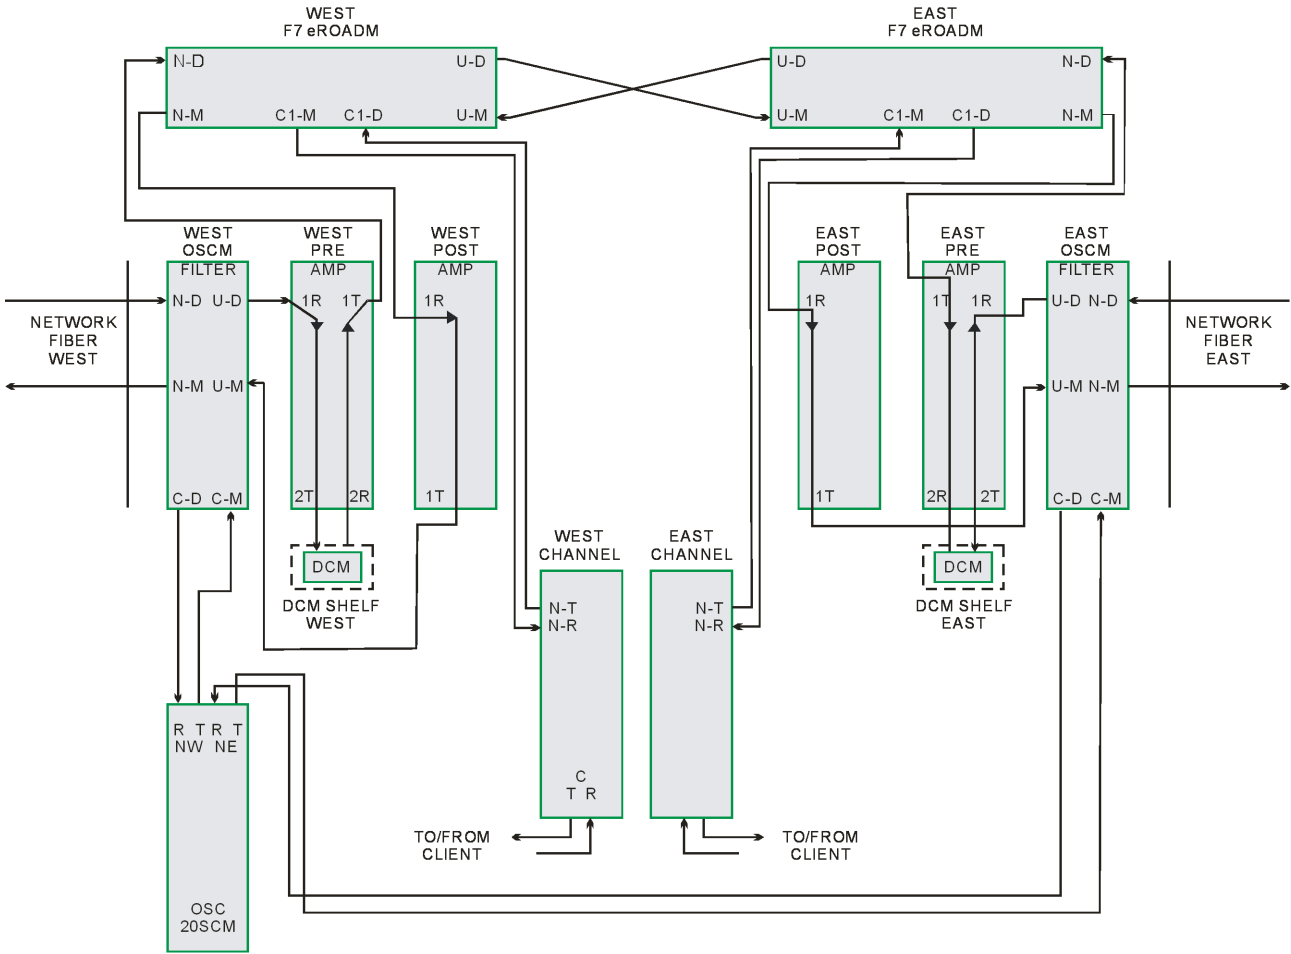 WEST
F7 eROADM
EAST
F7 eROADM
N-D
U-D
U-D
N-D
N-M
C1-M
C1-D
U-M
U-M
C1-M
C1-D
N-M
WEST
OSCM
FILTER
WEST
PRE
AMP
WEST
POST
AMP
EAST
POST
AMP
EAST
PRE
AMP
EAST
OSCM
FILTER
N-D U-D
1R
1T
1R
1R
1T
1R
U-D N-D
NETWORK
FIBER
WEST
NETWORK
FIBER
EAST
N-M U-M
U-M N-M
C-D C-M
2T
2R
1T
1T
2R
2T
C-D C-M
DCM
DCM SHELF
WEST
WEST
CHANNEL
EAST
CHANNEL
DCM
DCM SHELF
EAST
N-T
N-R
N-T
N-R
R T R T
NW NE
C
T R
TO/FROM
CLIENT
TO/FROM
CLIENT
OSC
20SCM